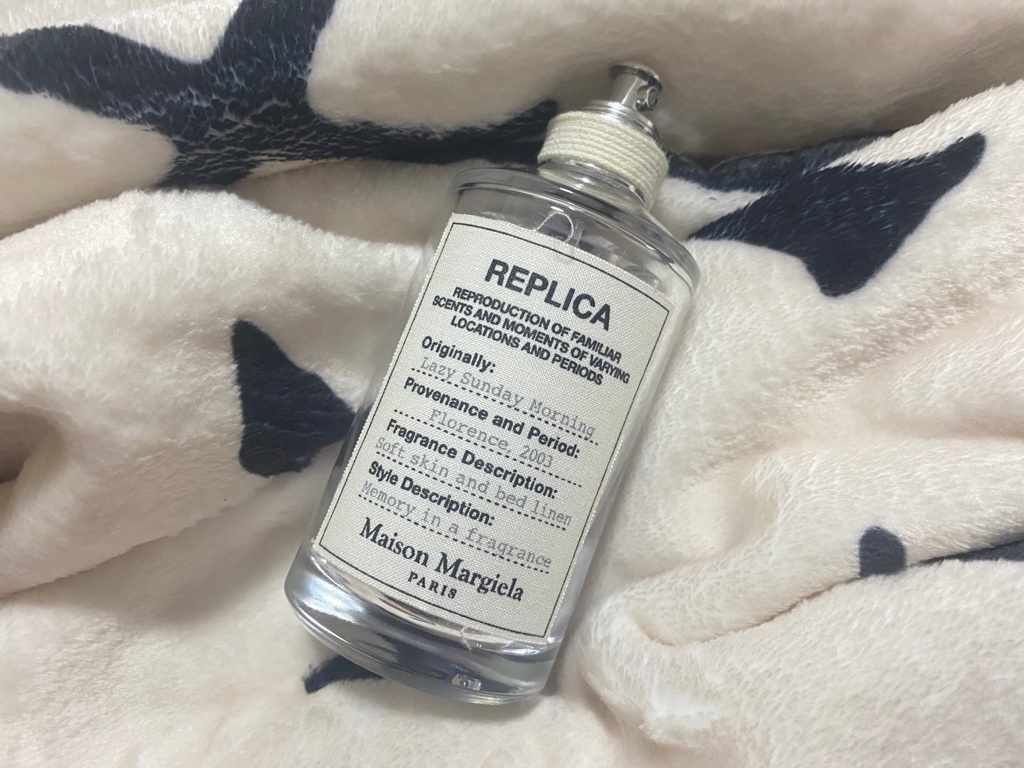 REPLICA
REPRODUCTION OF FAMILIAR
SCENTS AND MOMENTS OF VARYING
LOCATIONS AND PERIODS
Originally:
Lazy Sunday Morning
Provenance and Period:
Florence, 2003
Fragrance Description:
Soft skin and bed linen
Style Description:
Memory in a fragrance
Maison Margiela
PARIS